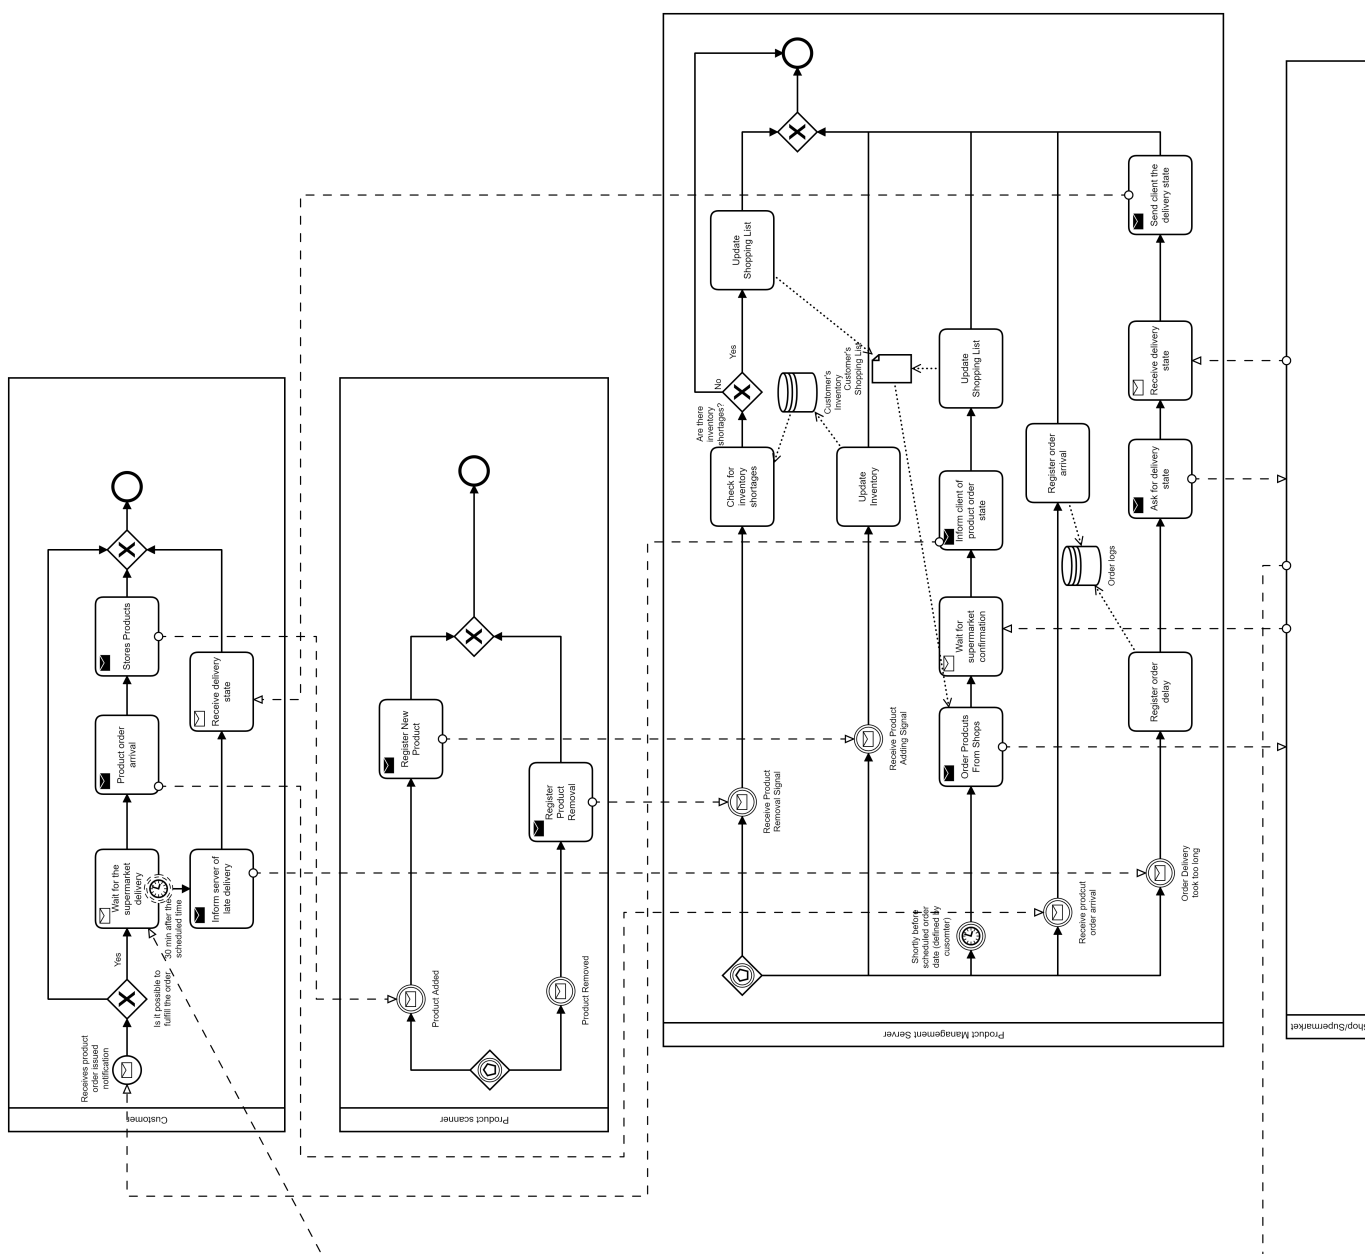 Customer
Receives product
order issued
notification
Is it possible to
fulfill the order
Yes
Wait for the
supermarket
delivery
30 min after the
scheduled time
Inform server of
late delivery
Product order
arrival
Receive delivery
state
Stores Products
Product scanner
Product Added
Product Removed
Register New
Product
Register
Product
Removal
Product Management Server
Receive Product
Removal Signal
Receive Product
Adding Signal
Shortly before
scheduled order
date (defined by
cusomter)
Receive prodcut
order arrival
Order Delivery
took too long
Check for
inventory
shortages
Are there
inventory
shortages?
No
Yes
Update
Shopping List
Customer's
Inventory
Customer's
Shopping List
Update
Inventory
Order Prodcuts
From Shops
Wait for
supermarket
confirmation
Inform client of
product order
state
Update
Shopping List
Register order
arrival
Order logs
Register order
delay
Ask for delivery
state
Receive delivery
state
Send client the
delivery state
hop/Supermarket